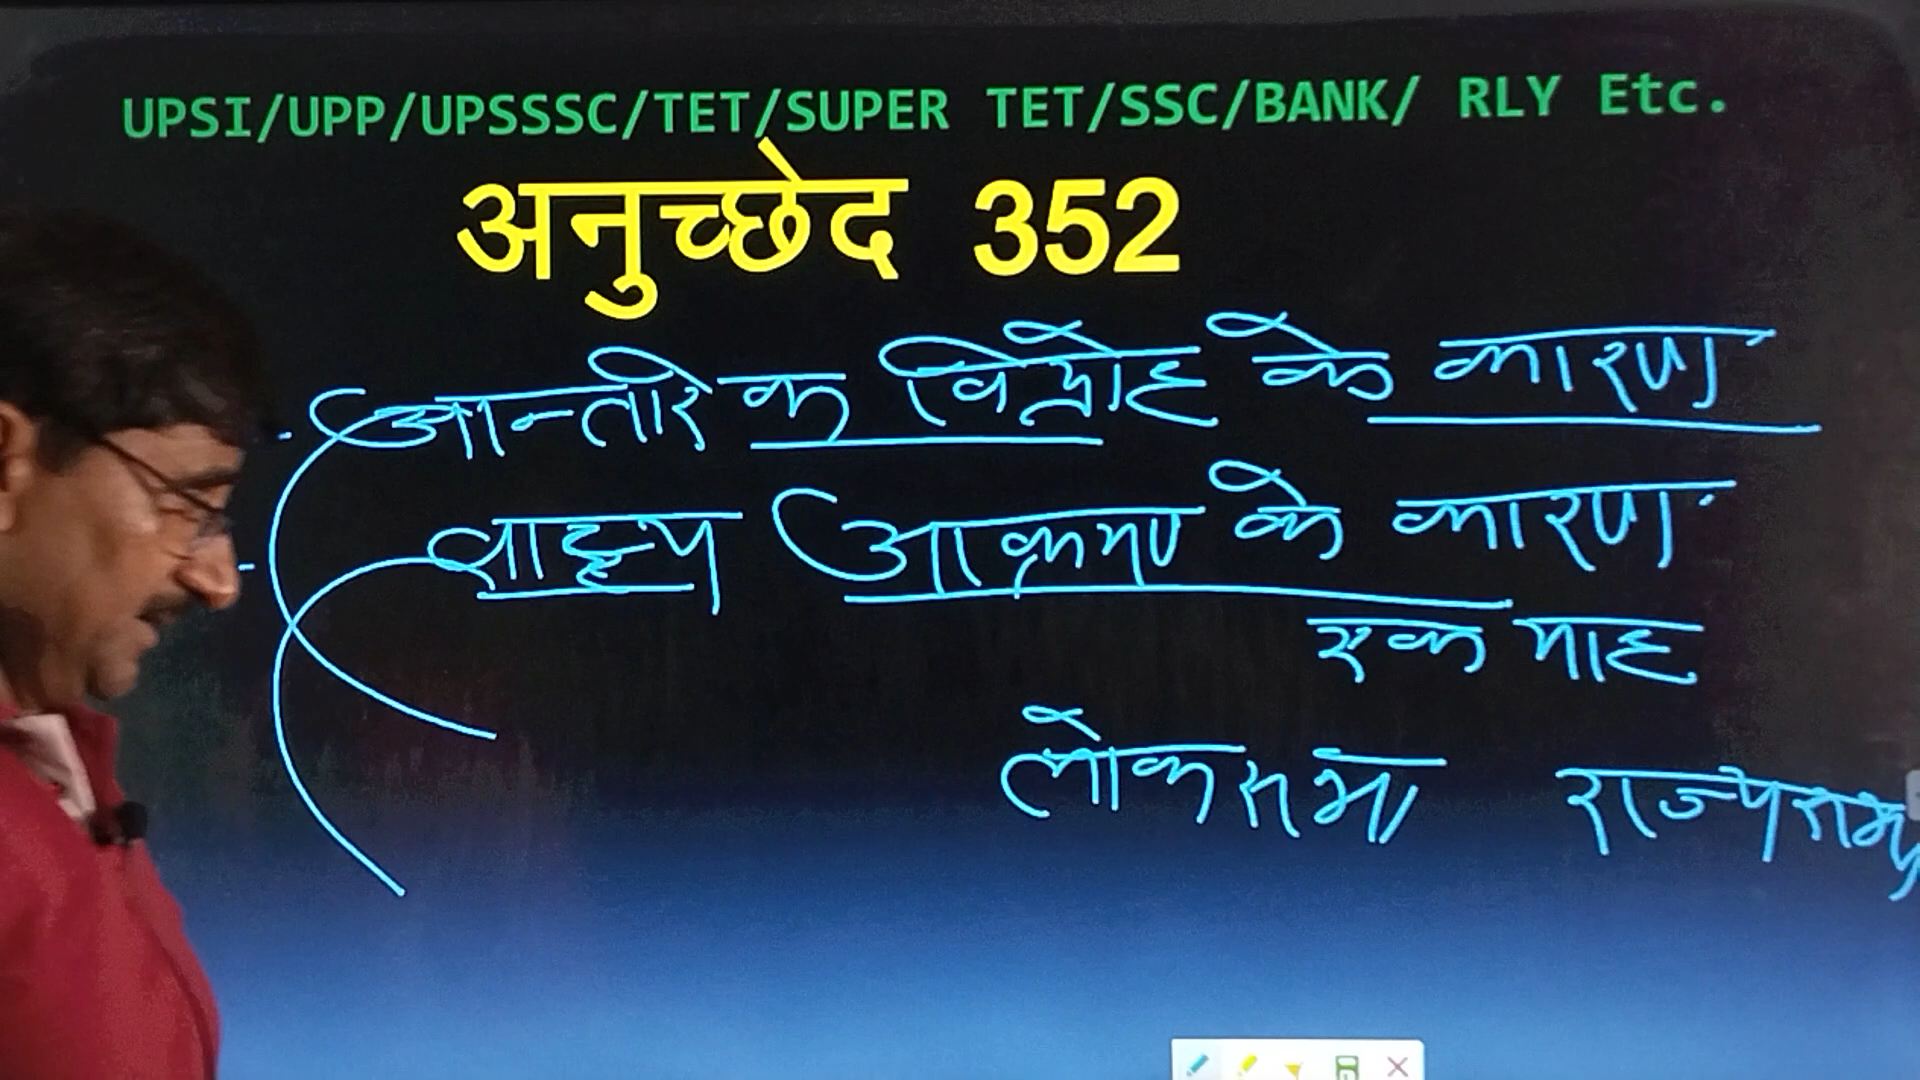 UPSI/UPP/UPSSSC/TET/SUPER TET/SSC/BANK/ RLY Etc.
अनुच्छेद 352
आन्तरिक विद्रोह के कारण
वाह्य आक्रमण के कारण
एक माह
लोकसभा राज्यसभा